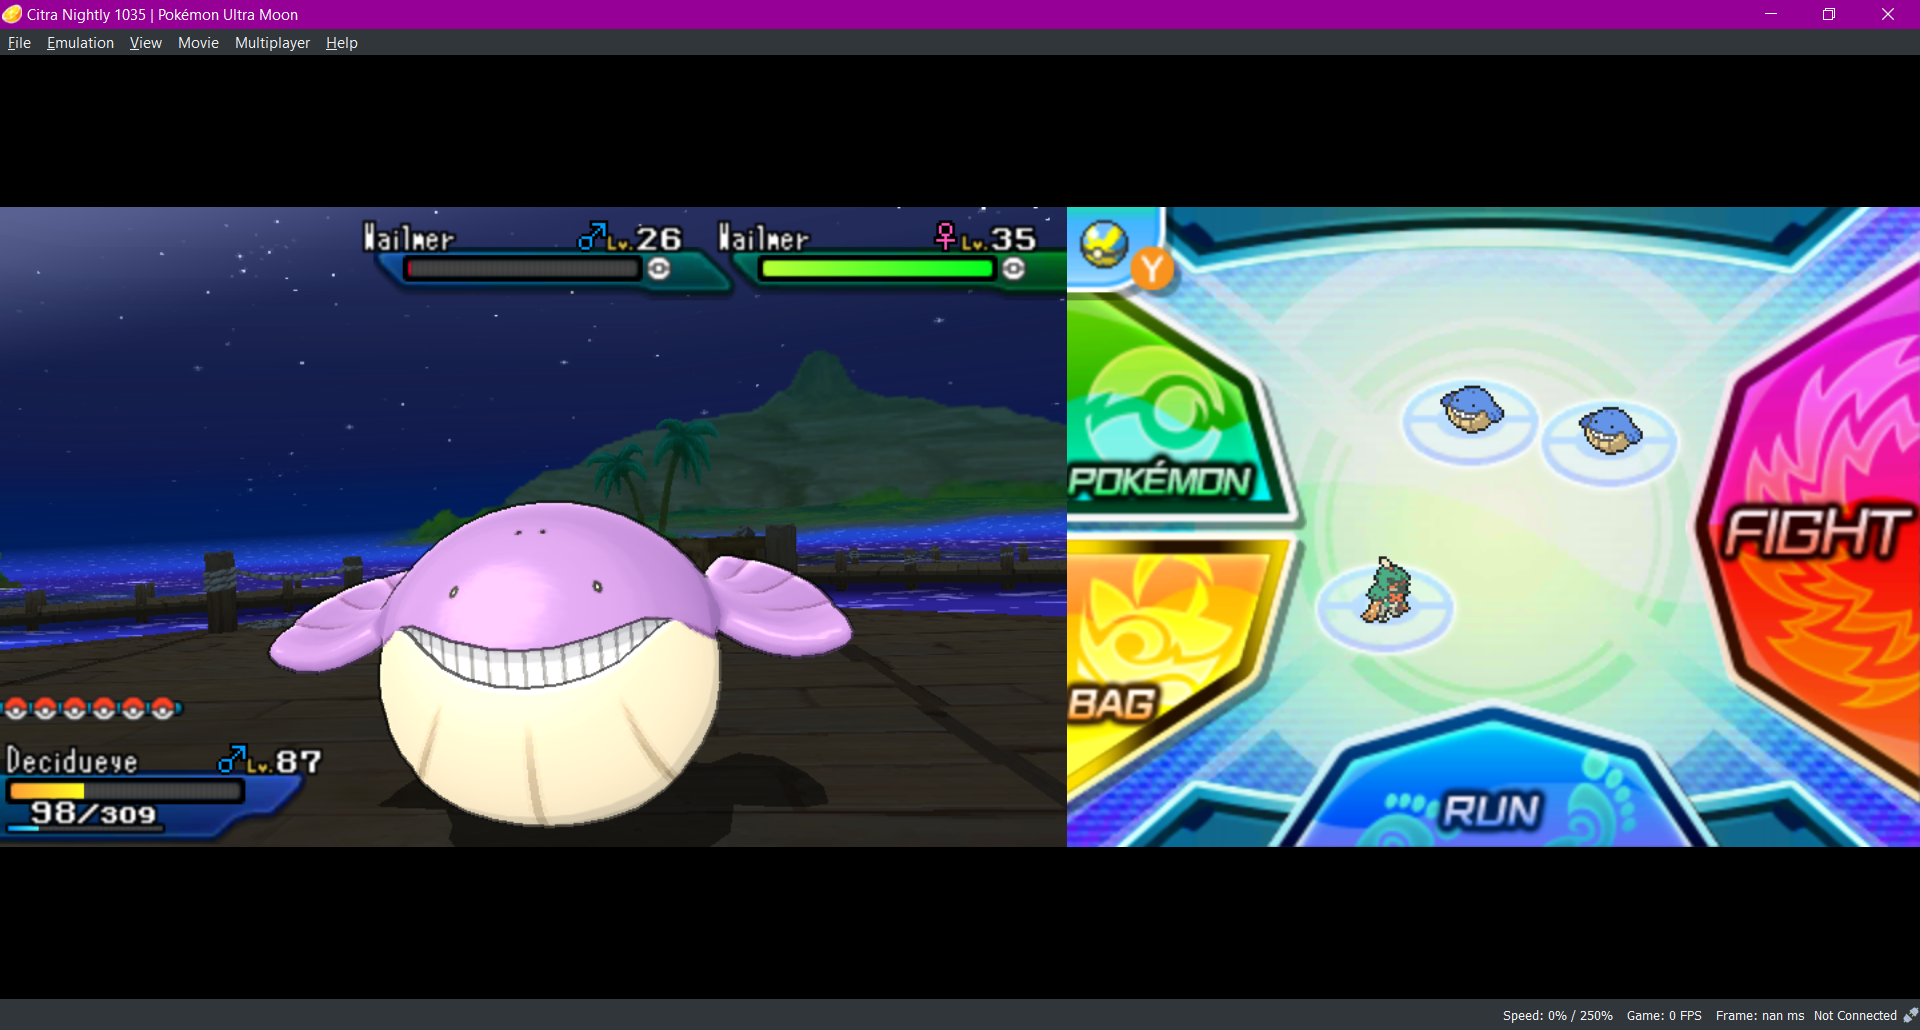 Citra Nightly 1035 | Pokémon Ultra Moon
File Emulation View Movie Multiplayer Help
Wailmer ♂ Lv.26 Wailmer ♀ Lv.35
Y
POKÉMON
FIGHT
BAG
RUN
Decidueye ♂ Lv.87
98/309
Speed: 0% / 250% Game: 0 FPS Frame: nan ms Not Connected